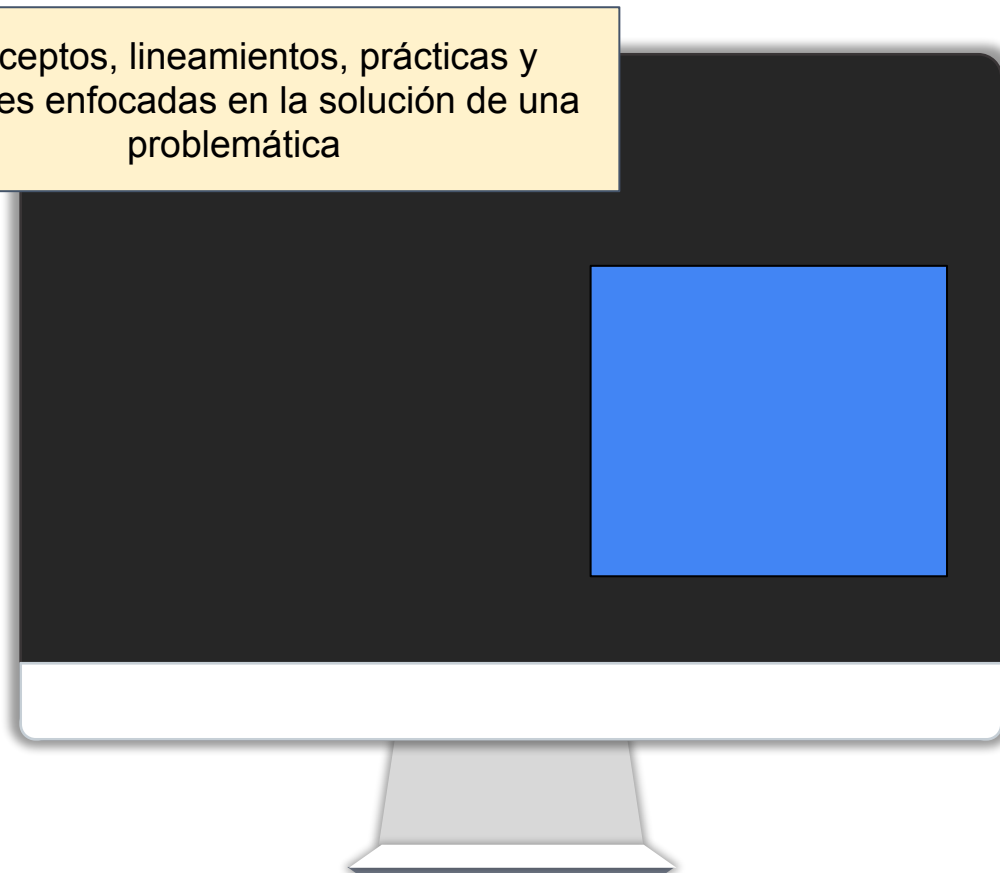 ceptos, lineamientos, prácticas y
es enfocadas en la solución de una
problemática